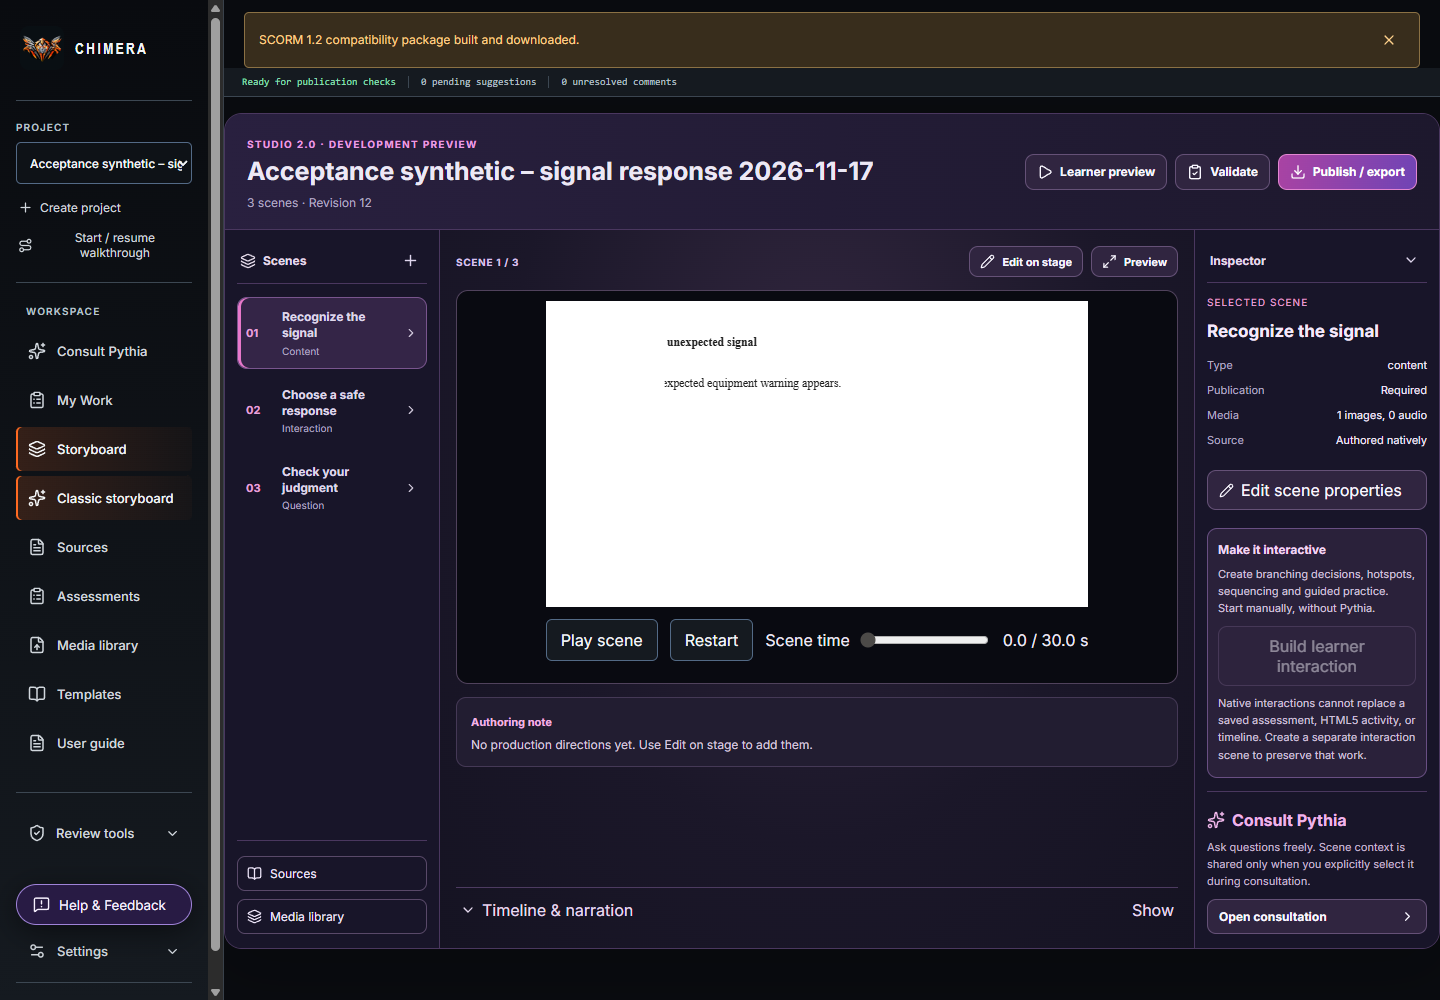 CHIMERA
PROJECT
Acceptance synthetic – sig
Create project
Start / resume
walkthrough
WORKSPACE
Consult Pythia
My Work
Storyboard
Classic storyboard
Sources
Assessments
Media library
Templates
User guide
Review tools
Help & Feedback
Settings
SCORM 1.2 compatibility package built and downloaded.
Ready for publication checks
0 pending suggestions
0 unresolved comments
STUDIO 2.0 · DEVELOPMENT PREVIEW
Acceptance synthetic – signal response 2026-11-17
3 scenes · Revision 12
Learner preview
Validate
Publish / export
Scenes
01
Recognize the
signal
Content
02
Choose a safe
response
Interaction
03
Check your
judgment
Question
Sources
Media library
SCENE 1 / 3
Edit on stage
Preview
unexpected signal
expected equipment warning appears.
Play scene
Restart
Scene time
0.0 / 30.0 s
Authoring note
No production directions yet. Use Edit on stage to add them.
Timeline & narration
Show
Inspector
SELECTED SCENE
Recognize the signal
Type content
Publication Required
Media 1 images, 0 audio
Source Authored natively
Edit scene properties
Make it interactive
Create branching decisions, hotspots,
sequencing and guided practice.
Start manually, without Pythia.
Build learner
interaction
Native interactions cannot replace a
saved assessment, HTML5 activity, or
timeline. Create a separate interaction
scene to preserve that work.
Consult Pythia
Ask questions freely. Scene context is
shared only when you explicitly select it
during consultation.
Open consultation